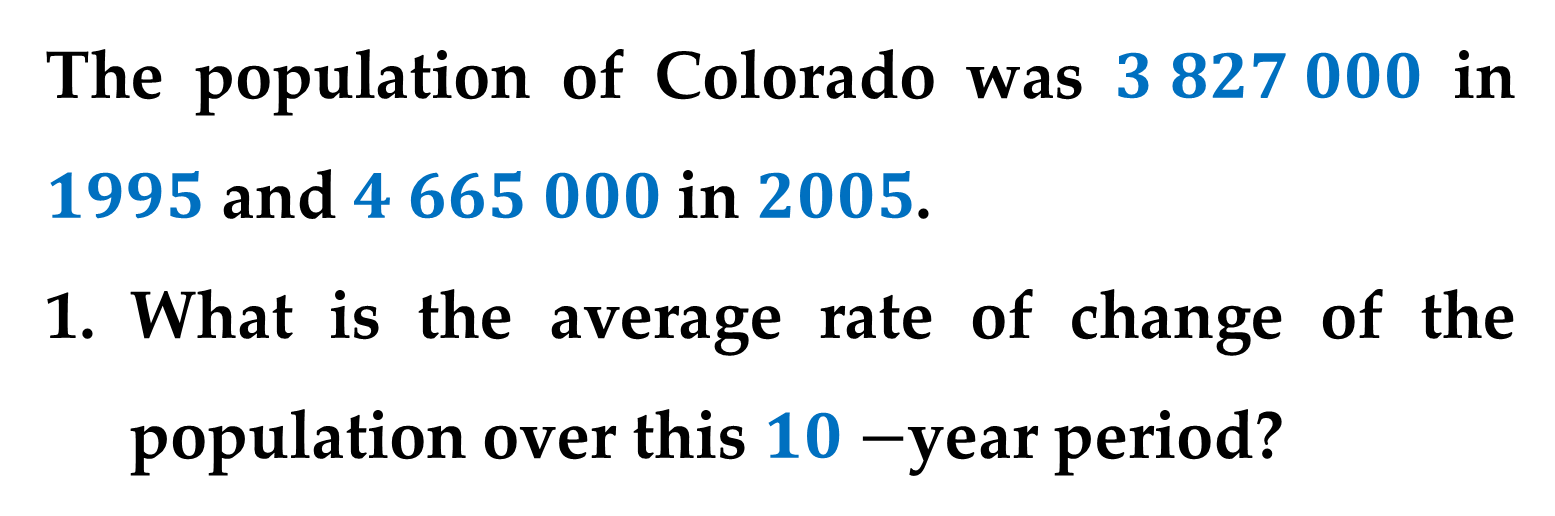 The population of Colorado was 3 827 000 in
1995 and 4 665 000 in 2005.
1. What is the average rate of change of the
population over this 10 –year period?